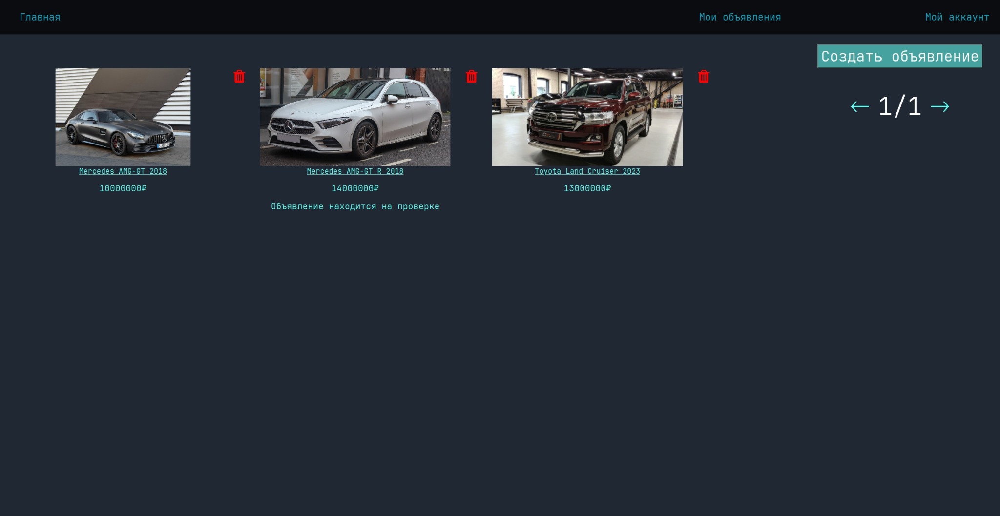 Главная
Мои объявления
Мой аккаунт
Создать объявление
← 1/1 →
Mercedes AMG-GT 2018
10000000₽
Mercedes AMG-GT R 2018
14000000₽
Объявление находится на проверке
Toyota Land Cruiser 2023
13000000₽